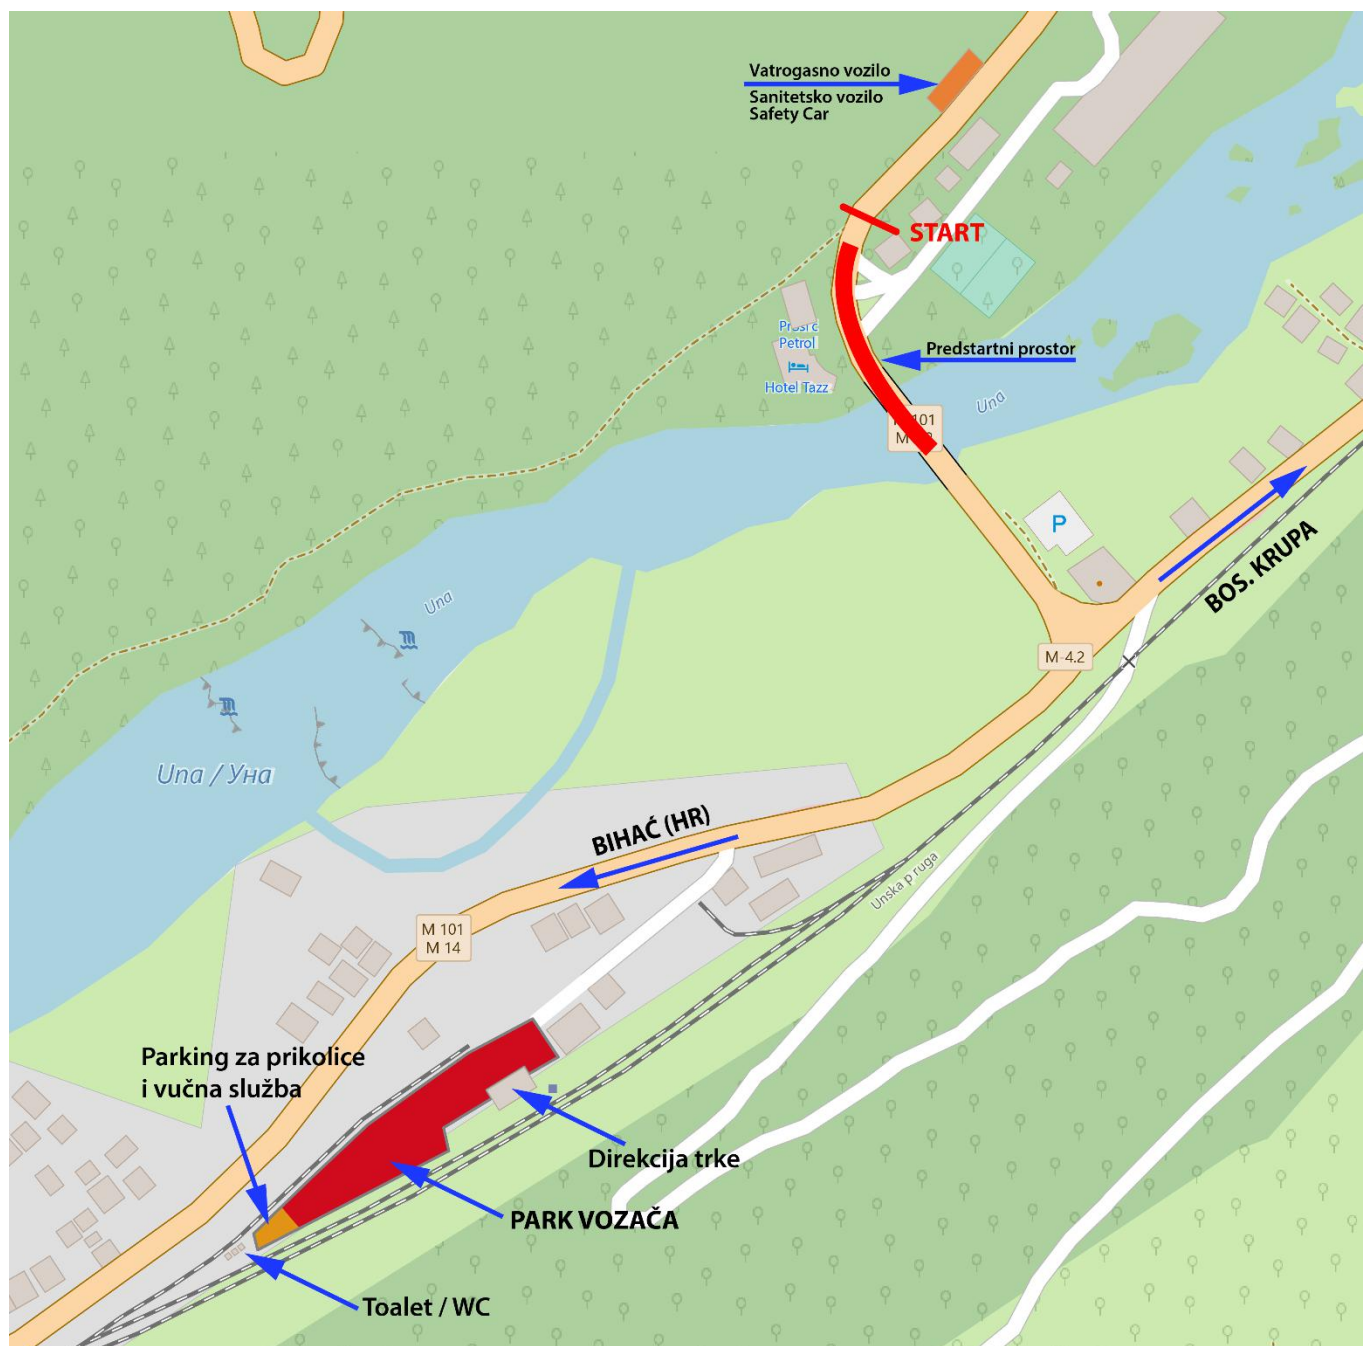 Vatrogasno vozilo
Sanitetsko vozilo
Safety Car
START
Petrol
Hotel Tazz
Predstartni prostor
Una
P
BOS. KRUPA
M-4.2
Una
Una / Уна
BIHAĆ (HR)
Unska pruga
M 101
M 14
Parking za prikolice
i vučna služba
Direkcija trke
PARK VOZAČA
Toalet / WC